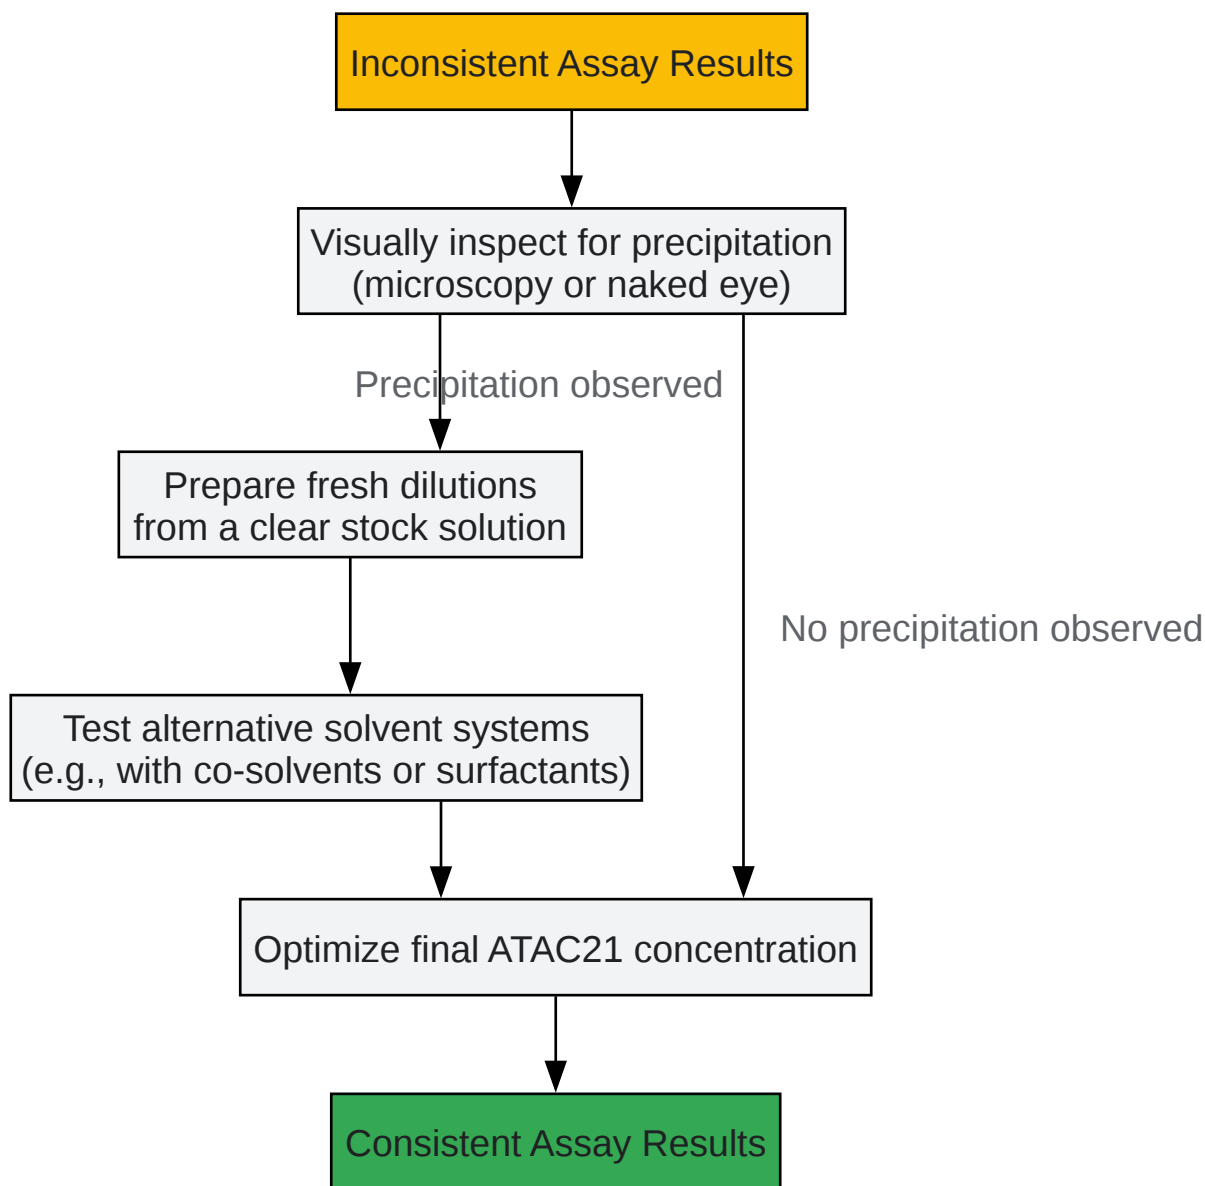 Inconsistent Assay Results
Visually inspect for precipitation
(microscopy or naked eye)
Precipitation observed
Prepare fresh dilutions
from a clear stock solution
No precipitation observed
Test alternative solvent systems
(e.g., with co-solvents or surfactants)
Optimize final ATAC21 concentration
Consistent Assay Results